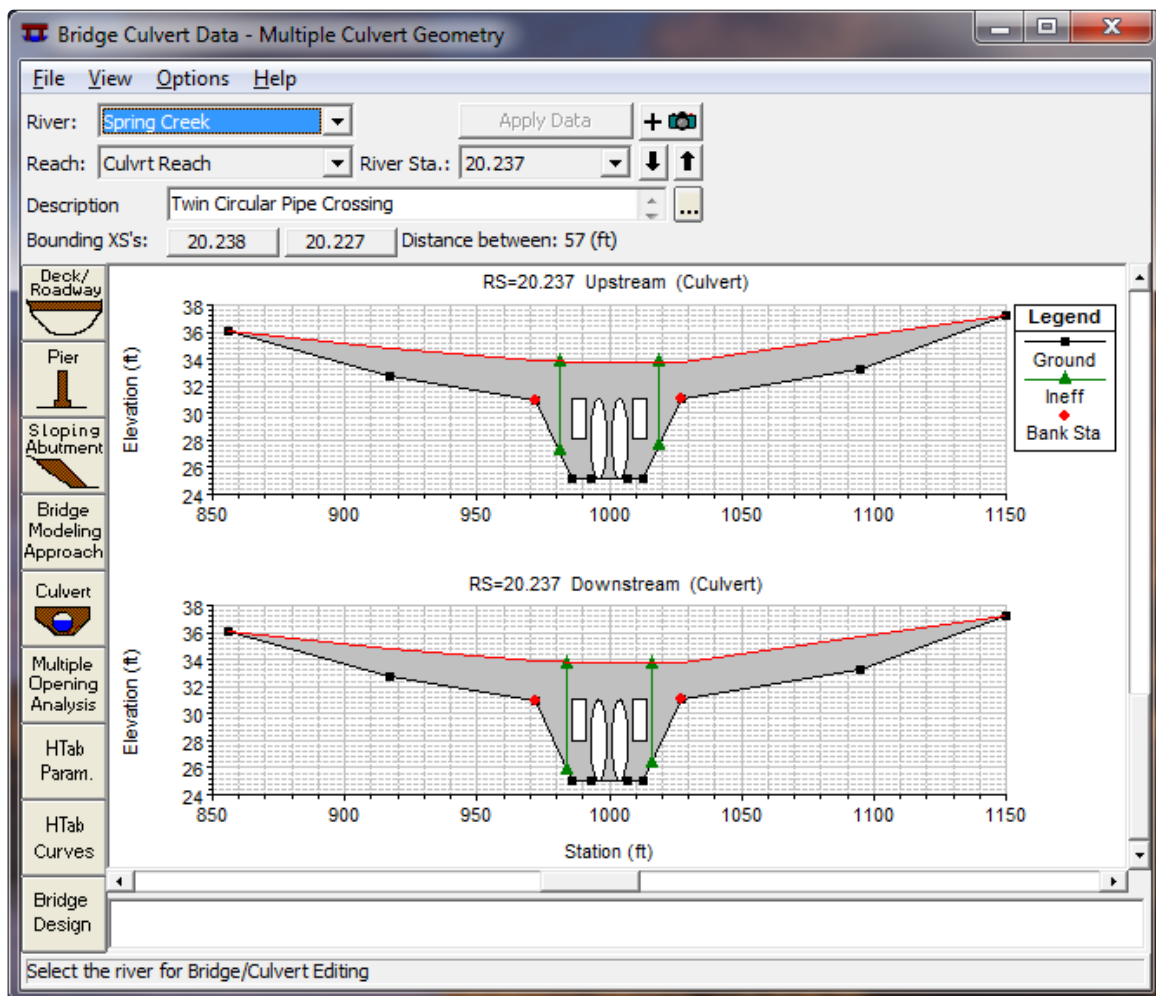 Bridge Culvert Data - Multiple Culvert Geometry
File View Options Help
River: Spring Creek Apply Data +
Reach: Culvrt Reach River Sta.: 20.237
Description Twin Circular Pipe Crossing ...
Bounding XS's: 20.238 20.227 Distance between: 57 (ft)
Deck/
Roadway
Pier
Sloping
Abutment
Bridge
Modeling
Approach
Culvert
Multiple
Opening
Analysis
HTab
Param.
HTab
Curves
Bridge
Design
RS=20.237 Upstream (Culvert)
Elevation (ft)
38
36
34
32
30
28
26
24
850 900 950 1000 1050 1100 1150
Legend
Ground
Ineff
Bank Sta
RS=20.237 Downstream (Culvert)
Elevation (ft)
38
36
34
32
30
28
26
24
850 900 950 1000 1050 1100 1150
Station (ft)
Select the river for Bridge/Culvert Editing